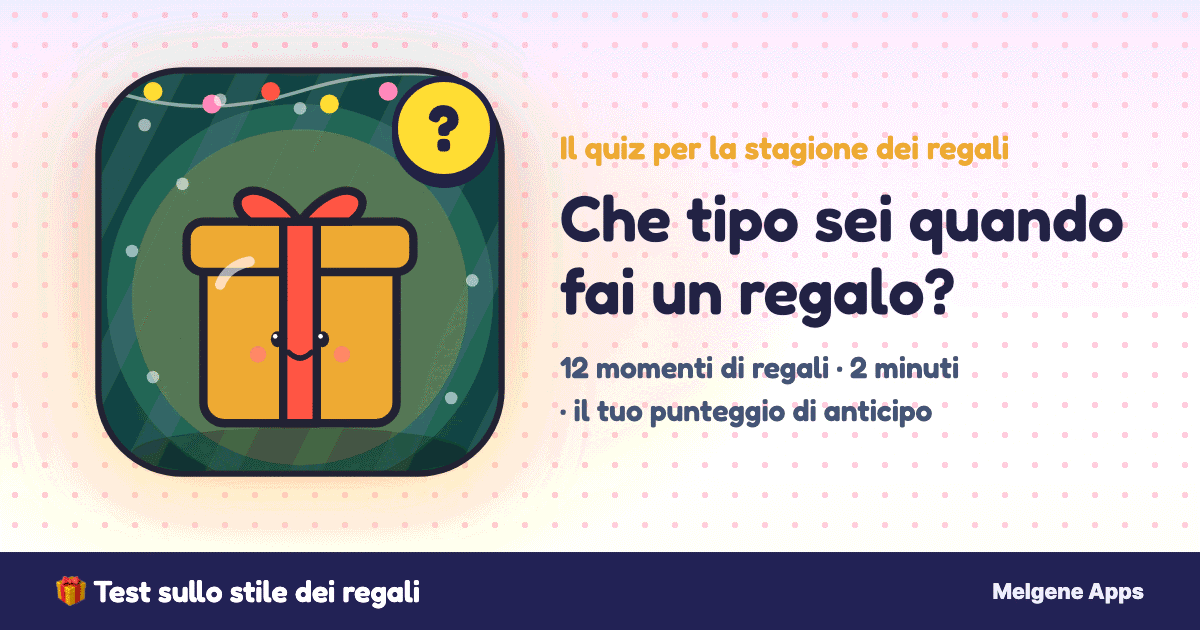 ?
Il quiz per la stagione dei regali
Che tipo sei quando
fai un regalo?
12 momenti di regali · 2 minuti
· il tuo punteggio di anticipo
Test sullo stile dei regali
Melgene Apps